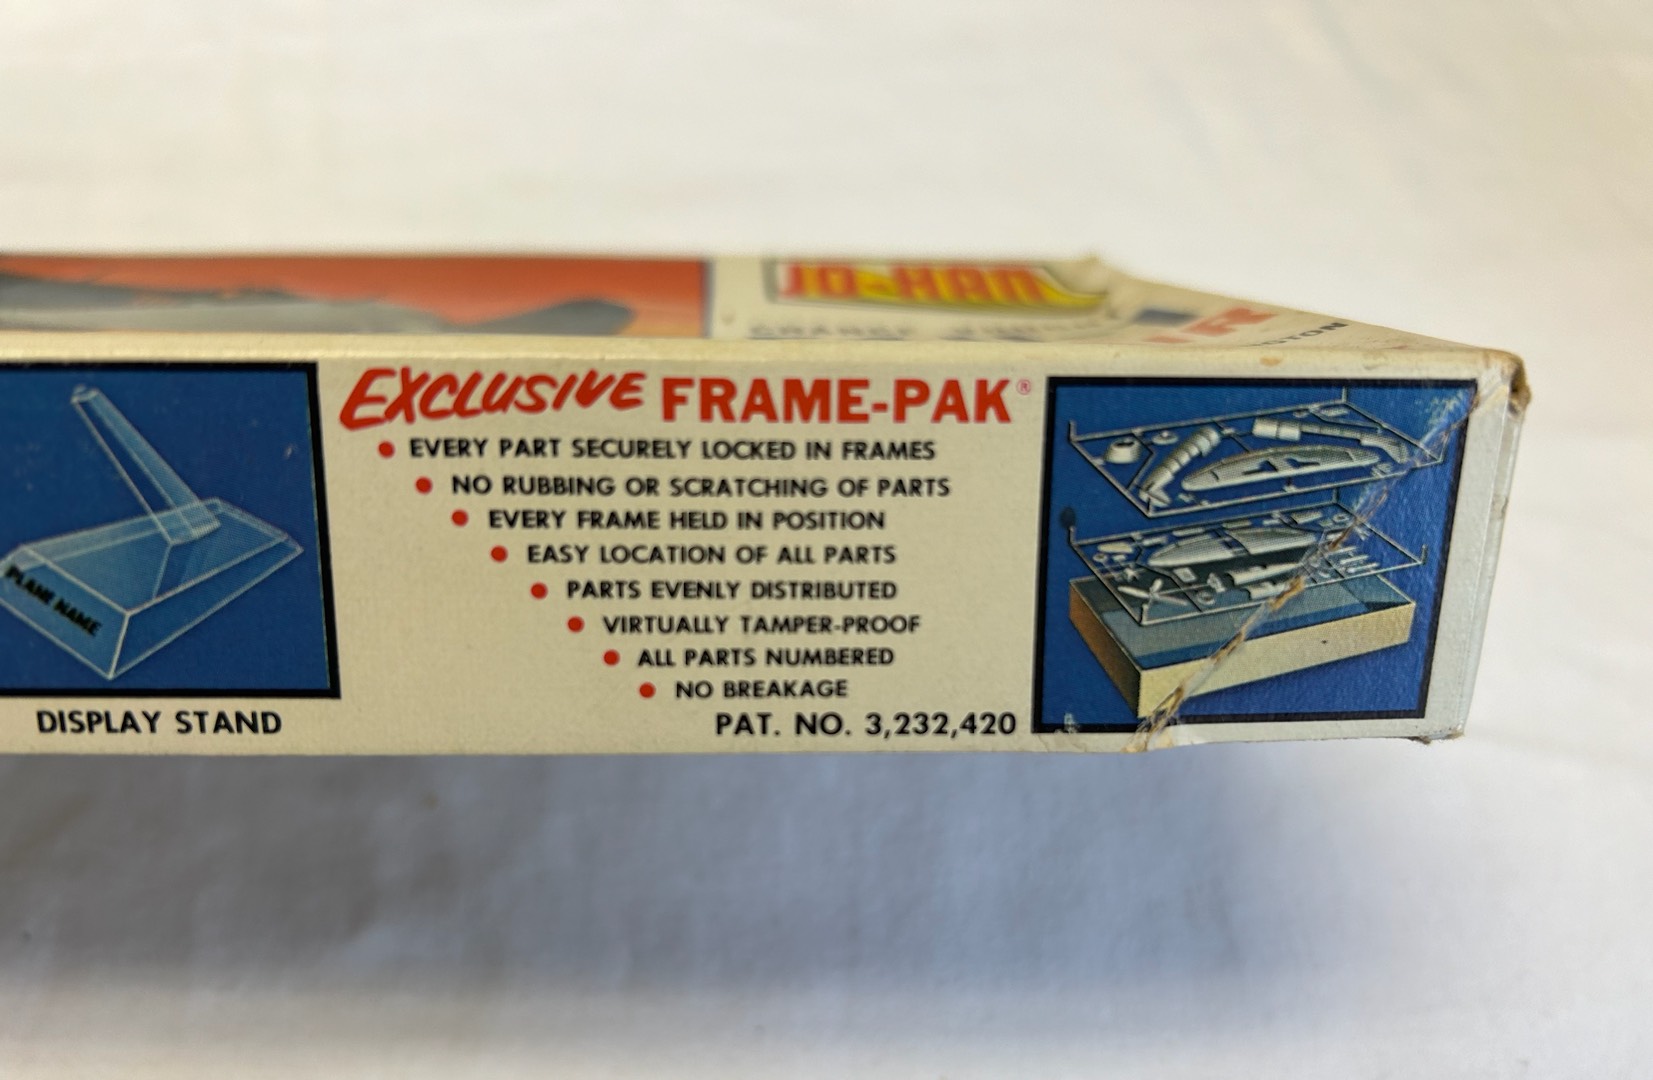 JO-HAN
EXCLUSIVE FRAME-PAK®
• EVERY PART SECURELY LOCKED IN FRAMES
• NO RUBBING OR SCRATCHING OF PARTS
• EVERY FRAME HELD IN POSITION
• EASY LOCATION OF ALL PARTS
• PARTS EVENLY DISTRIBUTED
• VIRTUALLY TAMPER-PROOF
• ALL PARTS NUMBERED
• NO BREAKAGE
PAT. NO. 3,232,420
PLANE NAME
DISPLAY STAND